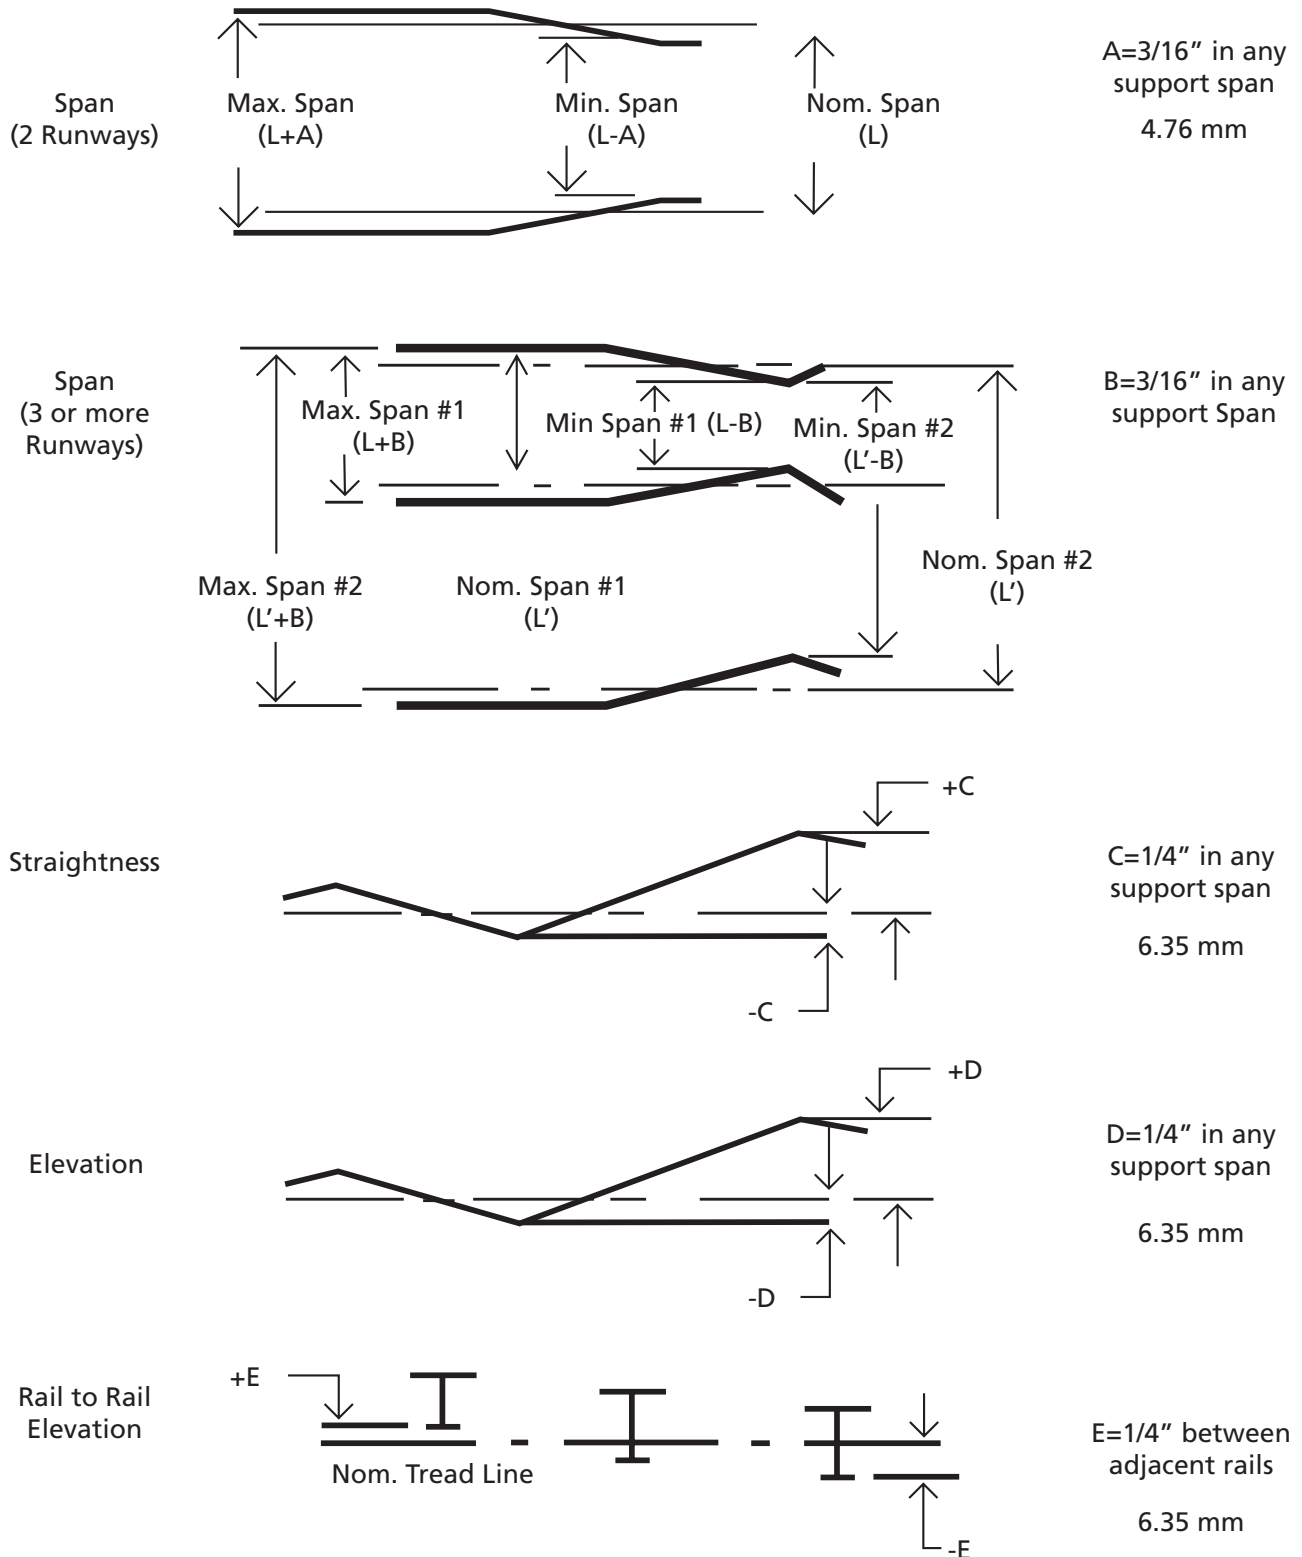 Span
(2 Runways)
Max. Span
(L+A)
Min. Span
(L-A)
Nom. Span
(L)
A=3/16” in any
support span
4.76 mm
Span
(3 or more
Runways)
Max. Span #1
(L+B)
Min Span #1 (L-B)
Min. Span #2
(L’-B)
B=3/16” in any
support Span
Max. Span #2
(L’+B)
Nom. Span #1
(L’)
Nom. Span #2
(L’)
Straightness
+C
-C
C=1/4” in any
support span
6.35 mm
Elevation
+D
-D
D=1/4” in any
support span
6.35 mm
Rail to Rail
Elevation
+E
Nom. Tread Line
-E
E=1/4” between
adjacent rails
6.35 mm